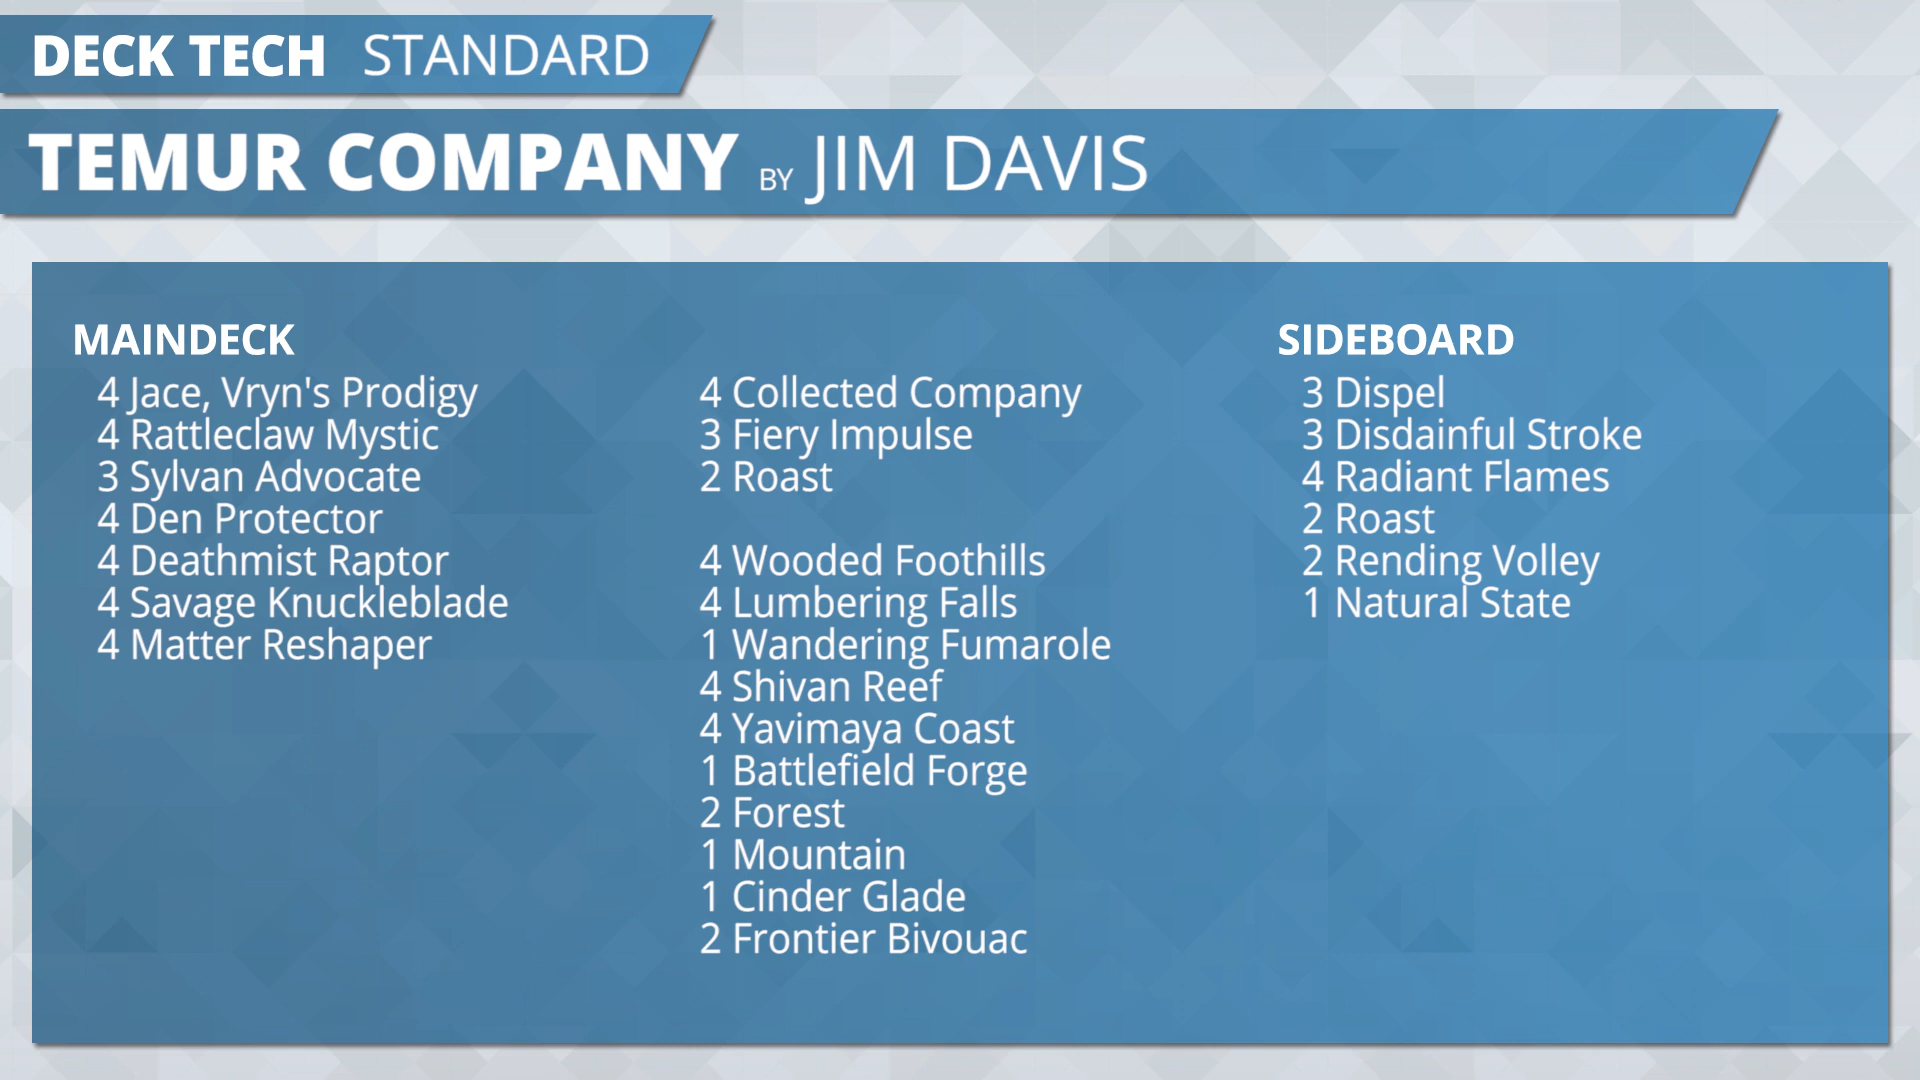 DECK TECH STANDARD
TEMUR COMPANY BY JIM DAVIS
MAINDECK
4 Jace, Vryn's Prodigy
4 Rattleclaw Mystic
3 Sylvan Advocate
4 Den Protector
4 Deathmist Raptor
4 Savage Knuckleblade
4 Matter Reshaper
4 Collected Company
3 Fiery Impulse
2 Roast
4 Wooded Foothills
4 Lumbering Falls
1 Wandering Fumarole
4 Shivan Reef
4 Yavimaya Coast
1 Battlefield Forge
2 Forest
1 Mountain
1 Cinder Glade
2 Frontier Bivouac
SIDEBOARD
3 Dispel
3 Disdainful Stroke
4 Radiant Flames
2 Roast
2 Rending Volley
1 Natural State